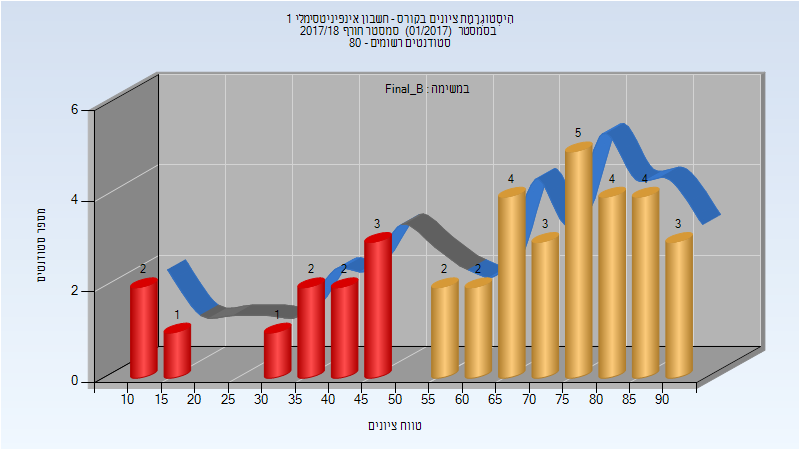 היסטוגרמת ציונים בקורס - חשבון אינפיניטסימלי 1
בסמסטר (01/2017) סמסטר חורף 2017/18
סטודנטים רשומים - 80
במשימה : Final_B
מספר סטודנטים
6
4
2
0
2
1
1
2
2
3
2
2
4
3
5
4
4
3
10 15 20 25 30 35 40 45 50 55 60 65 70 75 80 85 90
טווח ציונים